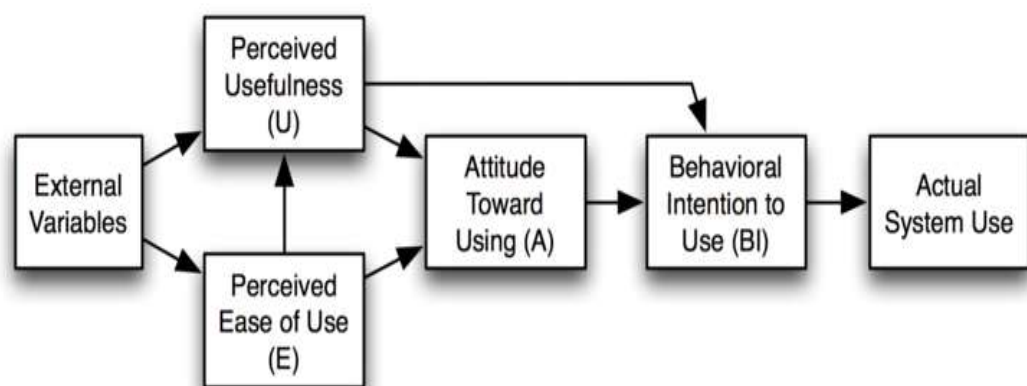 External
Variables
Perceived
Usefulness
(U)
Perceived
Ease of Use
(E)
Attitude
Toward
Using (A)
Behavioral
Intention to
Use (BI)
Actual
System Use